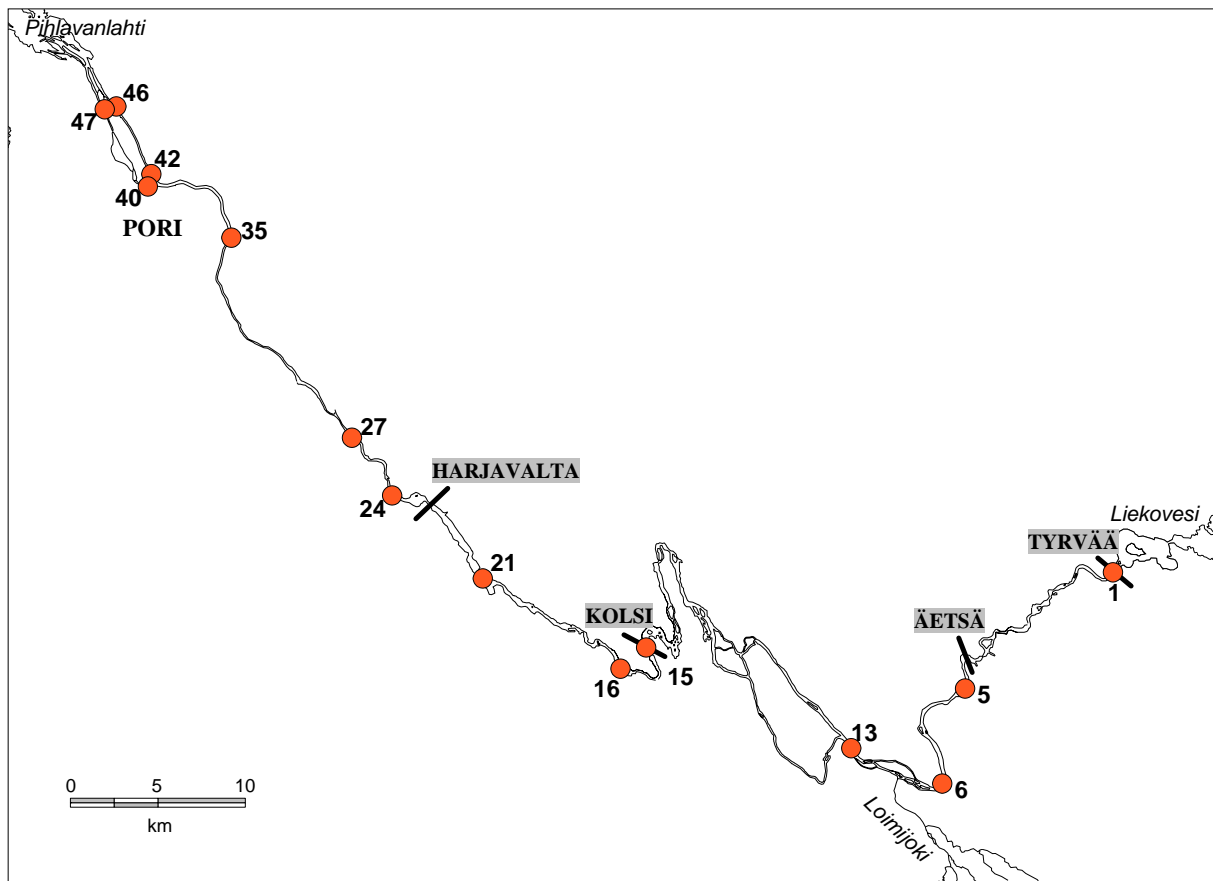 Pihlavanlahti
46
47
42
40
PORI
35
27
HARJAVALTA
24
21
Liekovesi
TYRVÄÄ
1
KOLSI
ÄETSÄ
16
15
5
13
6
Loimijoki
0 5 10
km